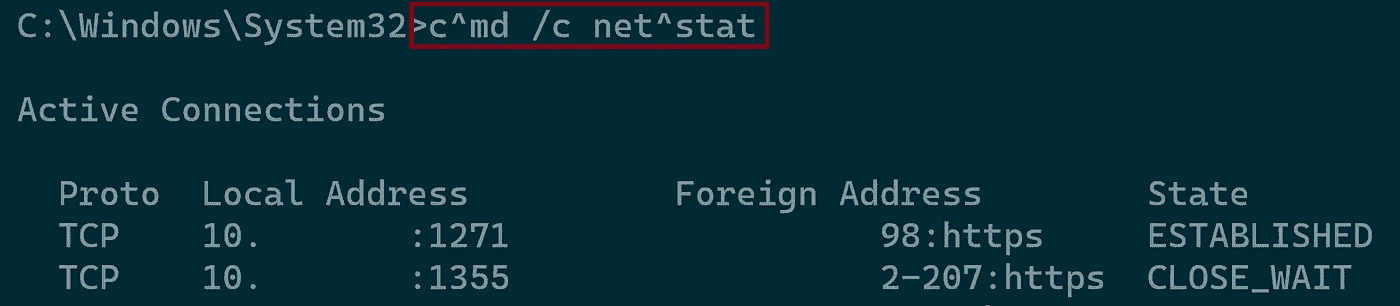 C:\Windows\System32>c^md /c net^stat
Active Connections
Proto Local Address Foreign Address State
TCP 10. :1271 98:https ESTABLISHED
TCP 10. :1355 2-207:https CLOSE_WAIT